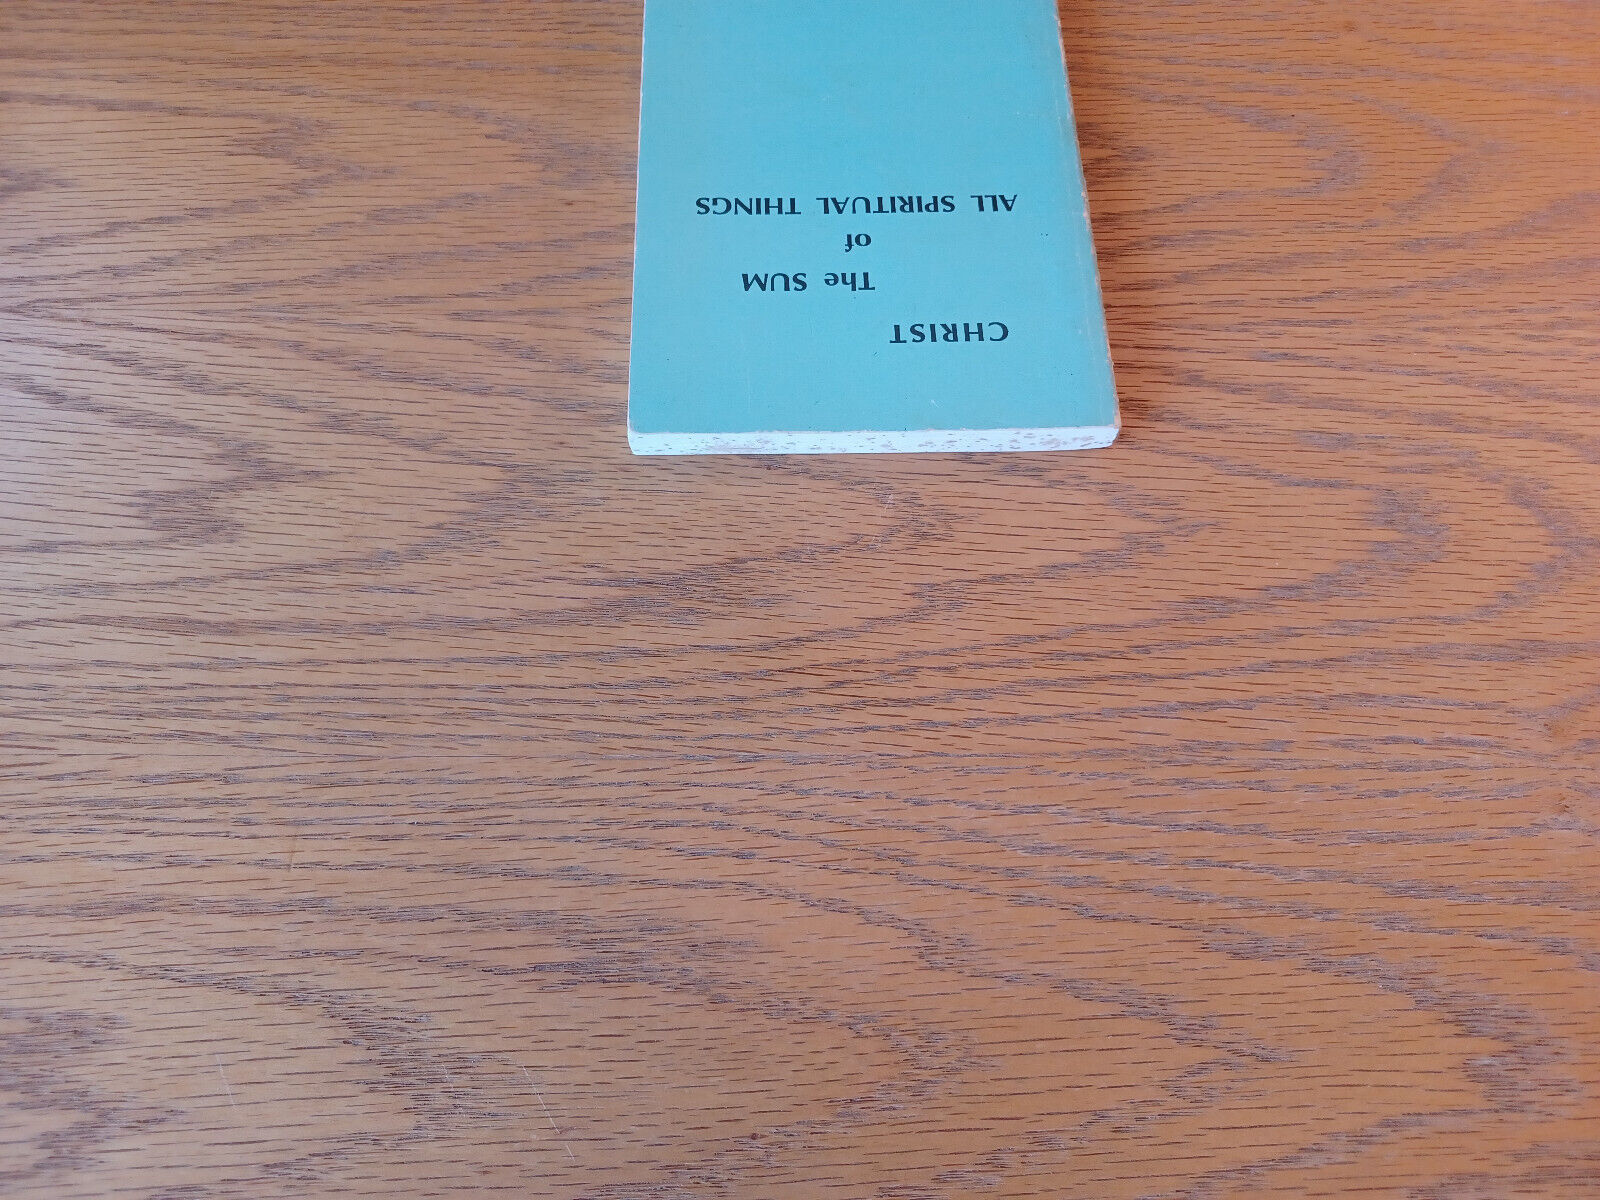 CHRIST
The SUM
of
ALL SPIRITUAL THINGS